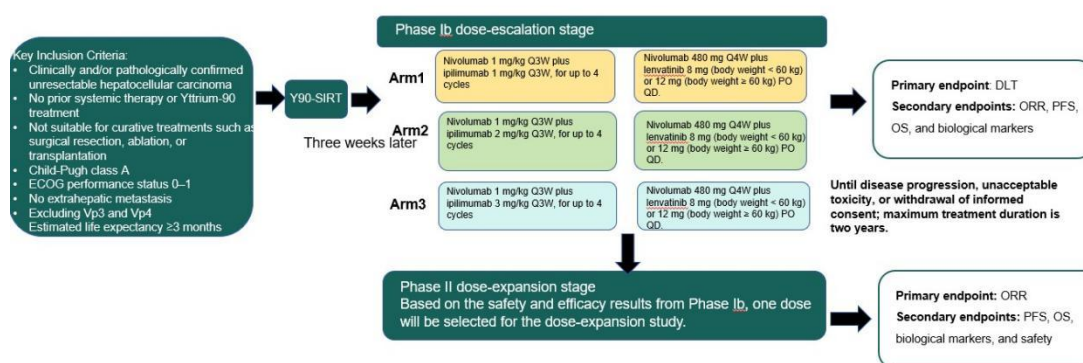 Phase Ib dose-escalation stage
Key Inclusion Criteria:
• Clinically and/or pathologically confirmed
unresectable hepatocellular carcinoma
• No prior systemic therapy or Yttrium-90
treatment
• Not suitable for curative treatments such as
surgical resection, ablation, or
transplantation
• Child-Pugh class A
• ECOG performance status 0–1
• No extrahepatic metastasis
• Excluding Vp3 and Vp4
Estimated life expectancy ≥3 months
Y90-SIRT
Three weeks later
Arm1
Nivolumab 1 mg/kg Q3W plus
ipilimumab 1 mg/kg Q3W, for up to 4
cycles
Nivolumab 480 mg Q4W plus
lenvatinib 8 mg (body weight < 60 kg)
or 12 mg (body weight ≥ 60 kg) PO
QD.
Arm2
Nivolumab 1 mg/kg Q3W plus
ipilimumab 2 mg/kg Q3W, for up to 4
cycles
Nivolumab 480 mg Q4W plus
lenvatinib 8 mg (body weight < 60 kg)
or 12 mg (body weight ≥ 60 kg) PO
QD.
Arm3
Nivolumab 1 mg/kg Q3W plus
ipilimumab 3 mg/kg Q3W, for up to 4
cycles
Nivolumab 480 mg Q4W plus
lenvatinib 8 mg (body weight < 60 kg)
or 12 mg (body weight ≥ 60 kg) PO
QD.
Primary endpoint: DLT
Secondary endpoints: ORR, PFS,
OS, and biological markers
Until disease progression, unacceptable
toxicity, or withdrawal of informed
consent; maximum treatment duration is
two years.
Phase II dose-expansion stage
Based on the safety and efficacy results from Phase Ib, one dose
will be selected for the dose-expansion study.
Primary endpoint: ORR
Secondary endpoints: PFS, OS,
biological markers, and safety